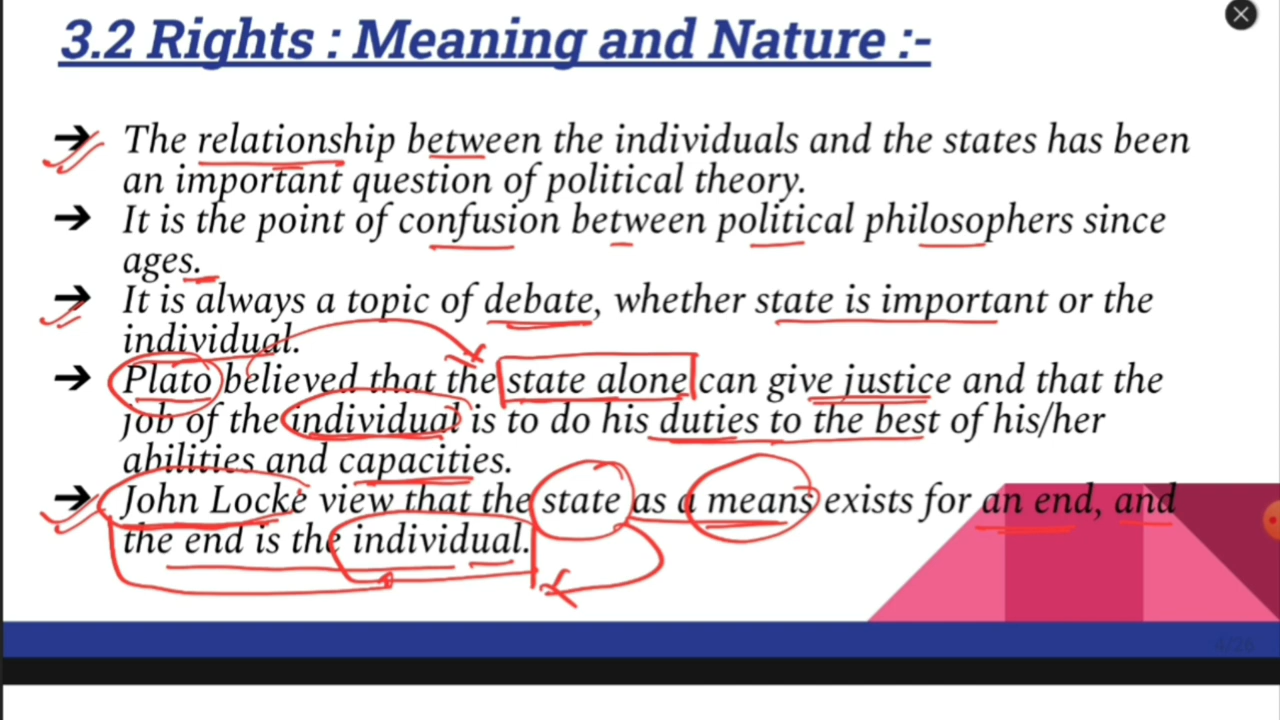 3.2 Rights : Meaning and Nature :-
➔ The relationship between the individuals and the states has been
an important question of political theory.
➔ It is the point of confusion between political philosophers since
ages.
➔ It is always a topic of debate, whether state is important or the
individual.
➔ Plato believed that the state alone can give justice and that the
job of the individual is to do his duties to the best of his/her
abilities and capacities.
➔ John Locke view that the state as a means exists for an end, and
the end is the individual.
4/26